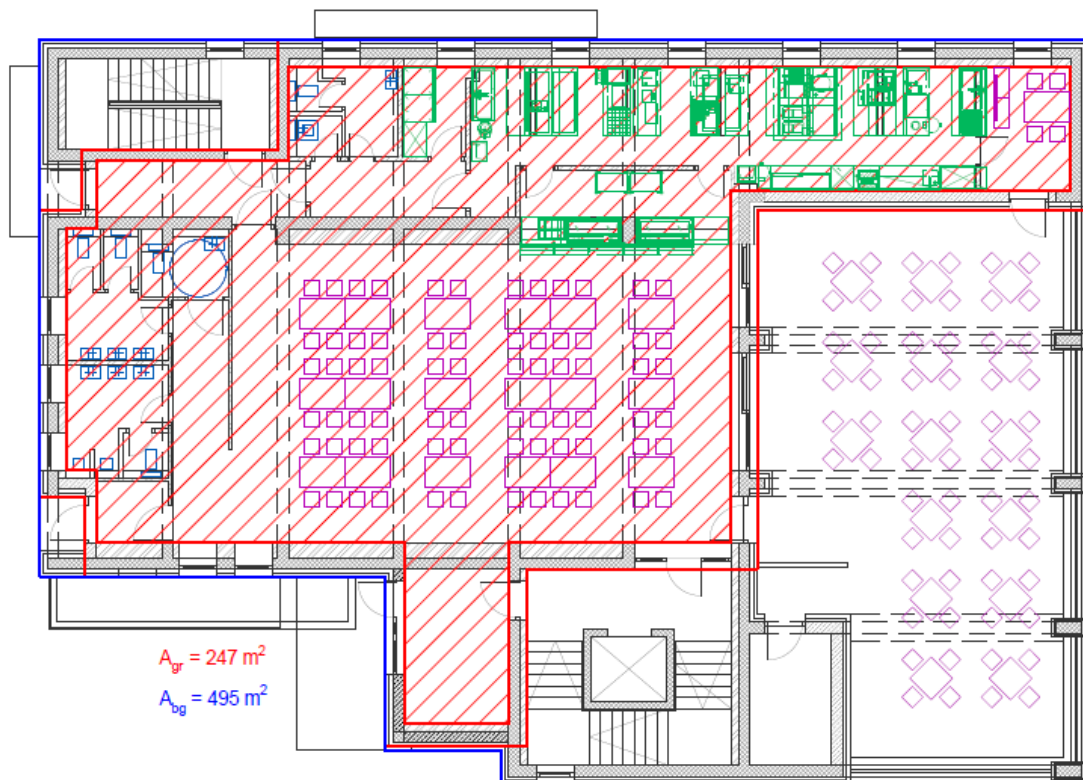 A_gr = 247 m²
A_bg = 495 m²